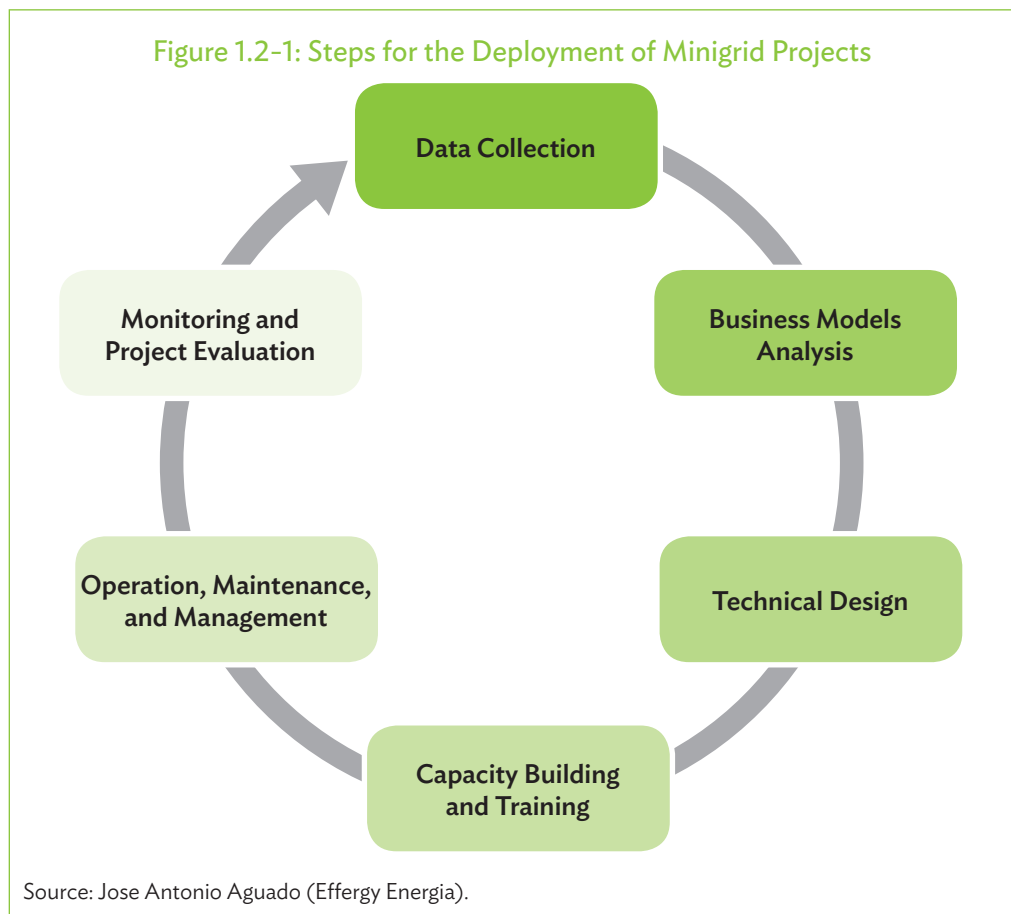 Figure 1.2-1: Steps for the Deployment of Minigrid Projects
Data Collection
Business Models
Analysis
Technical Design
Capacity Building
and Training
Operation, Maintenance,
and Management
Monitoring and
Project Evaluation
Source: Jose Antonio Aguado (Effergy Energia).